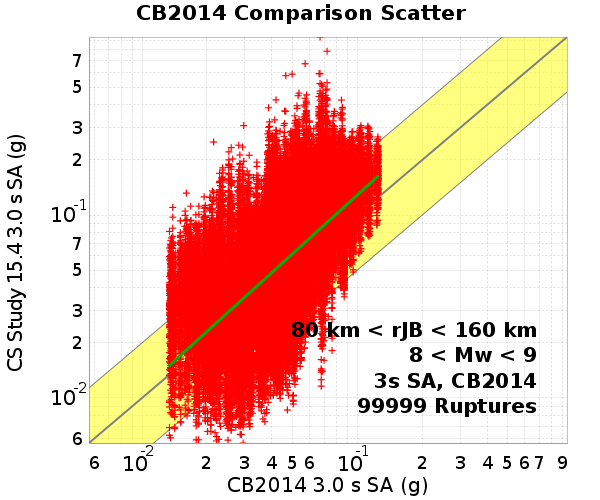 CB2014 Comparison Scatter
CS Study 15.4 3.0 s SA (g)
7
5
3
2
10-1
7
5
3
2
10-2
6
80 km < rJB < 160 km
8 < Mw < 9
3s SA, CB2014
99999 Ruptures
6 10-2 2 3 4 5 6 10-1 2 3 4 5 6 7 9
CB2014 3.0 s SA (g)